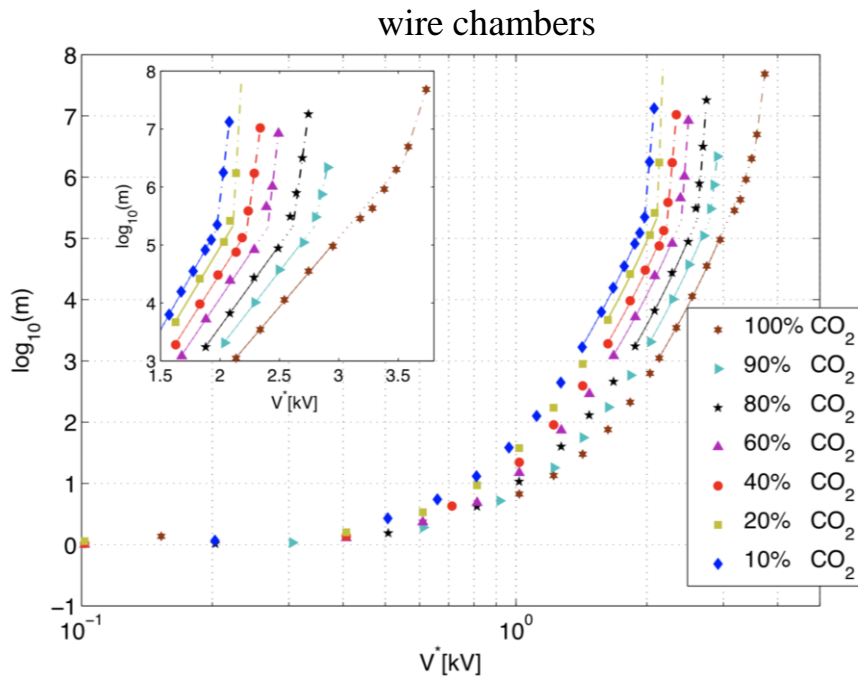 wire chambers
8
7
6
5
4
3
2
1
0
−1
log₁₀(m)
10⁻¹
10⁰
V*[kV]
8
7
6
5
4
3
log₁₀(m)
1.5
2
2.5
3
3.5
V*[kV]
100% CO₂
90% CO₂
80% CO₂
60% CO₂
40% CO₂
20% CO₂
10% CO₂